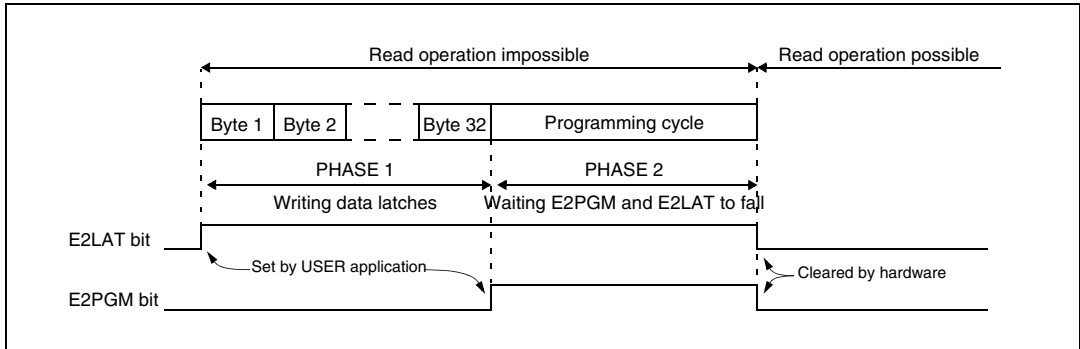 Read operation impossible
Read operation possible
Byte 1 Byte 2 Byte 32 Programming cycle
PHASE 1 PHASE 2
Writing data latches Waiting E2PGM and E2LAT to fall
E2LAT bit
Set by USER application
Cleared by hardware
E2PGM bit